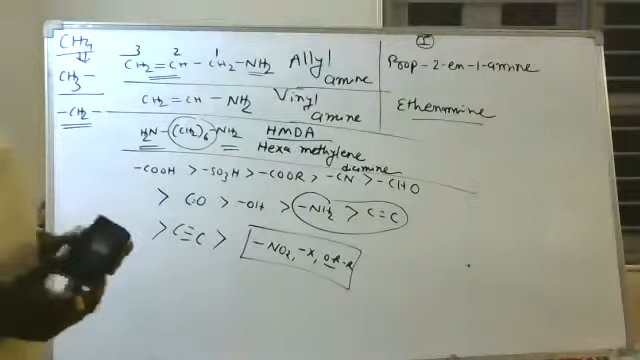 CH4
CH3-
-CH2-
I
3 2 1
CH2=CH-CH2-NH2 Allyl amine Prop-2-en-1-amine
CH2=CH-NH2 Vinyl amine Ethenamine
H2N-(CH2)6-NH2 HMDA
Hexa methylene diamine
-COOH > -SO3H > -COOR > -CN > -CHO
> C=O > -OH > -NH2 > C=C
> C≡C > -NO2, -X, O-R